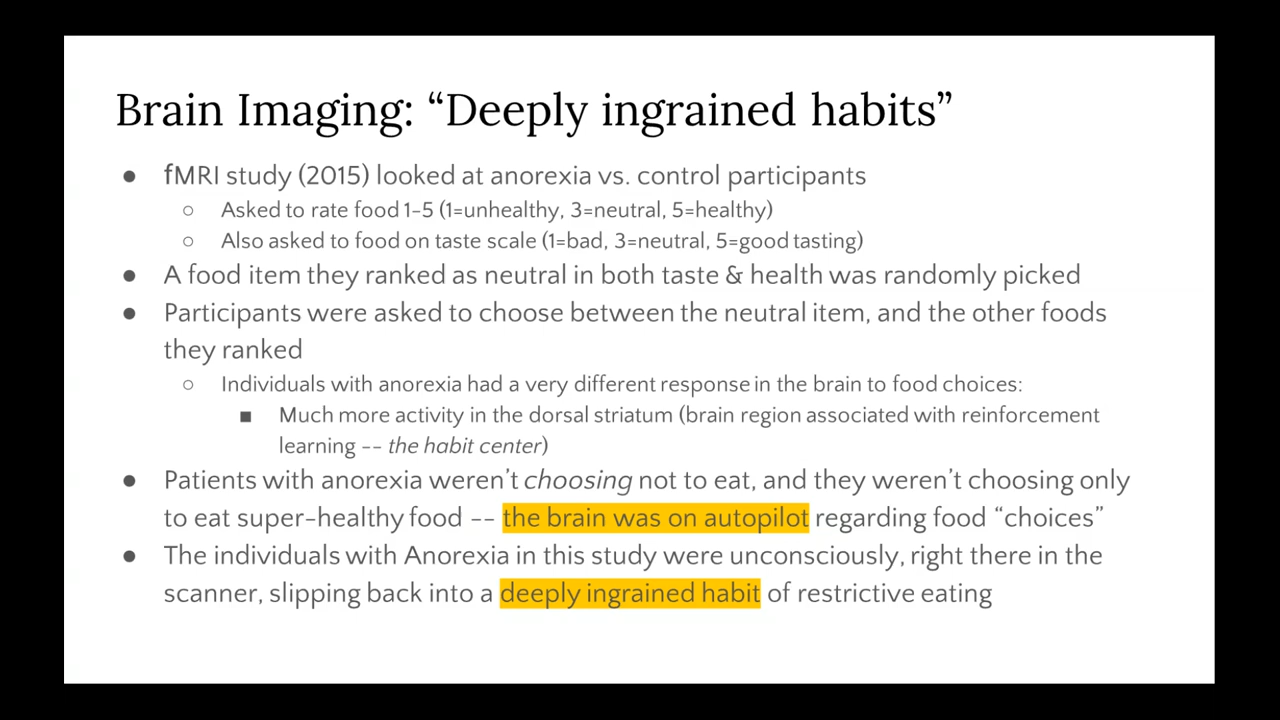 Brain Imaging: “Deeply ingrained habits”
● fMRI study (2015) looked at anorexia vs. control participants
○ Asked to rate food 1-5 (1=unhealthy, 3=neutral, 5=healthy)
○ Also asked to food on taste scale (1=bad, 3=neutral, 5=good tasting)
● A food item they ranked as neutral in both taste & health was randomly picked
● Participants were asked to choose between the neutral item, and the other foods
they ranked
○ Individuals with anorexia had a very different response in the brain to food choices:
■ Much more activity in the dorsal striatum (brain region associated with reinforcement
learning -- the habit center)
● Patients with anorexia weren’t choosing not to eat, and they weren’t choosing only
to eat super-healthy food -- the brain was on autopilot regarding food “choices”
● The individuals with Anorexia in this study were unconsciously, right there in the
scanner, slipping back into a deeply ingrained habit of restrictive eating